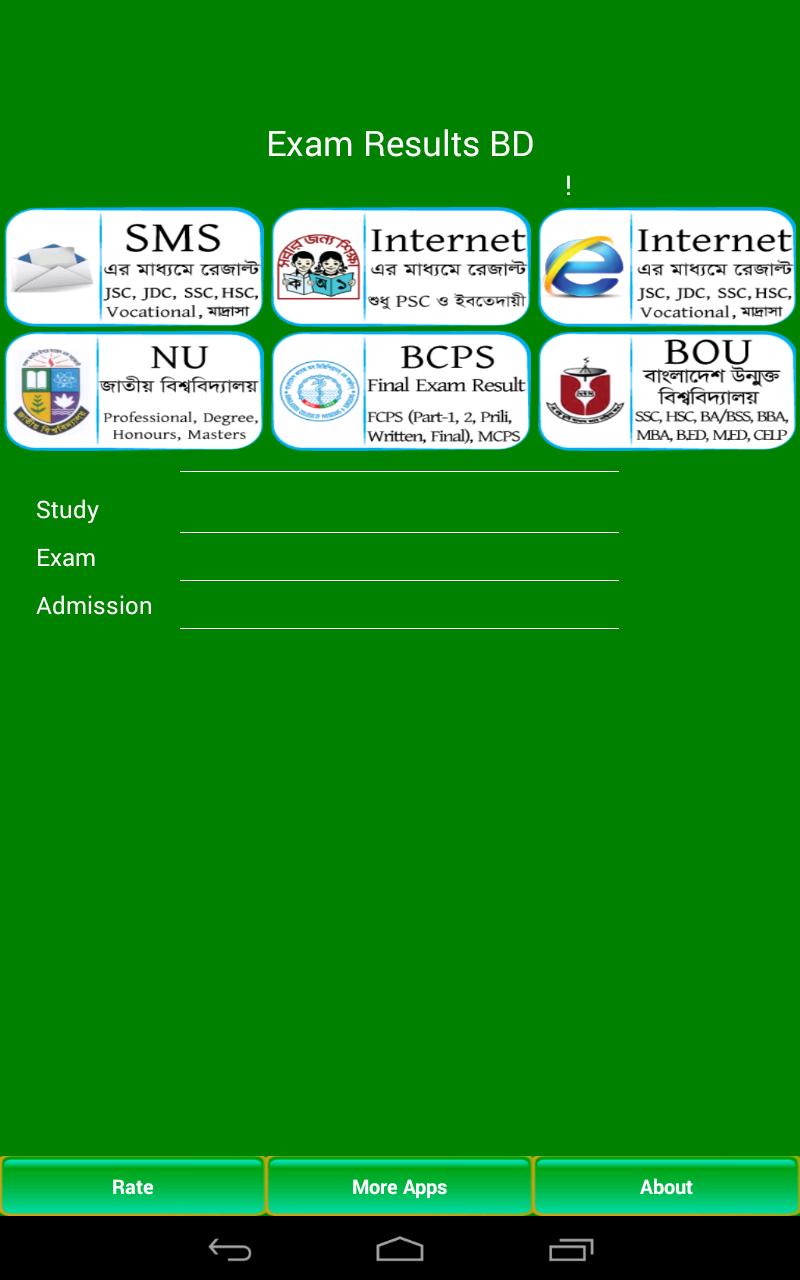 Exam Results BD
!
SMS
এর মাধ্যমে রেজাল্ট
JSC, JDC, SSC, HSC,
Vocational, মাদ্রাসা
সবার জন্য শিক্ষা
ক অ ১
Internet
এর মাধ্যমে রেজাল্ট
শুধু PSC ও ইবতেদায়ী
Internet
এর মাধ্যমে রেজাল্ট
JSC, JDC, SSC, HSC,
Vocational, মাদ্রাসা
NU
জাতীয় বিশ্ববিদ্যালয়
Professional, Degree,
Honours, Masters
BCPS
Final Exam Result
FCPS (Part-1, 2, Prili,
Written, Final), MCPS
BOU
বাংলাদেশ উন্মুক্ত
বিশ্ববিদ্যালয়
SSC, HSC, BA/BSS, BBA,
MBA, B.ED, M.ED, CELP
Study
Exam
Admission
Rate
More Apps
About